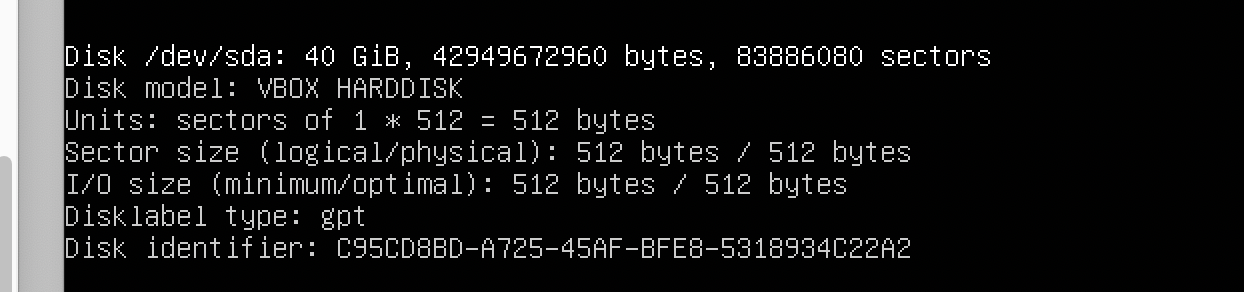 Disk /dev/sda: 40 GiB, 42949672960 bytes, 83886080 sectors
Disk model: VBOX HARDDISK
Units: sectors of 1 * 512 = 512 bytes
Sector size (logical/physical): 512 bytes / 512 bytes
I/O size (minimum/optimal): 512 bytes / 512 bytes
Disklabel type: gpt
Disk identifier: C95CD8BD-A725-45AF-BFE8-5318934C22A2